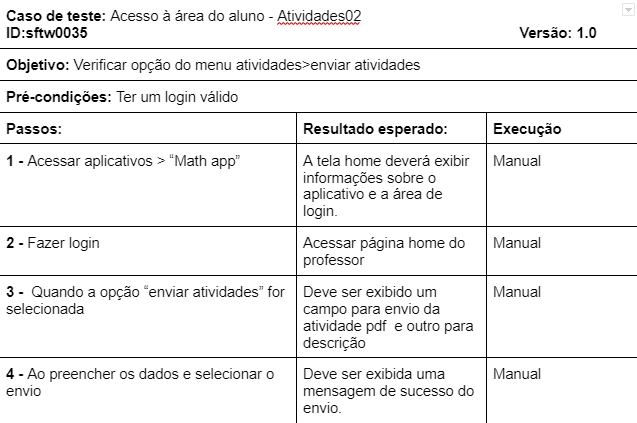 Caso de teste: Acesso à área do aluno - Atividades02
ID:sftw0035 Versão: 1.0
Objetivo: Verificar opção do menu atividades>enviar atividades
Pré-condições: Ter um login válido
Passos: Resultado esperado: Execução
1 - Acessar aplicativos > “Math app”
A tela home deverá exibir
informações sobre o
aplicativo e a área de
login.
Manual
2 - Fazer login
Acessar página home do
professor
Manual
3 -  Quando a opção “enviar atividades” for
selecionada
Deve ser exibido um
campo para envio da
atividade pdf  e outro para
descrição
Manual
4 - Ao preencher os dados e selecionar o
envio
Deve ser exibida uma
mensagem de sucesso do
envio.
Manual